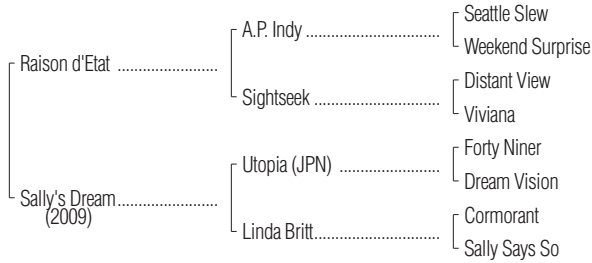 Seattle Slew
A.P. Indy ..................................
Weekend Surprise
Raison d'Etat ..........................
Distant View
Sightseek ................................
Viviana
Forty Niner
Utopia (JPN) ..........................
Dream Vision
Sally's Dream..........................
(2009)
Cormorant
Linda Britt................................
Sally Says So